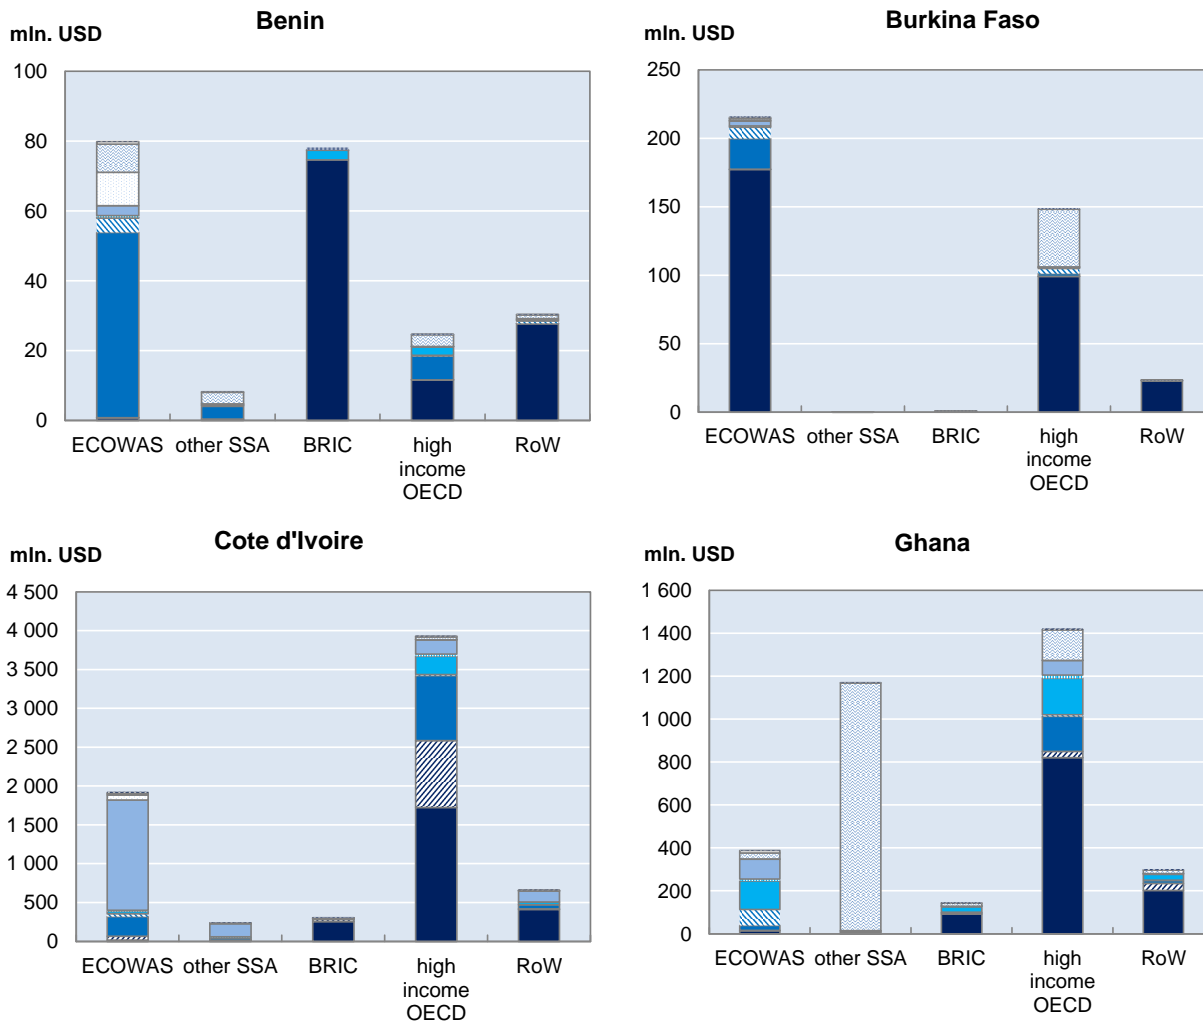 Benin
mln. USD
100
80
60
40
20
0
ECOWAS other SSA BRIC high income OECD RoW
Burkina Faso
mln. USD
250
200
150
100
50
0
ECOWAS other SSA BRIC high income OECD RoW
Cote d'Ivoire
mln. USD
4 500
4 000
3 500
3 000
2 500
2 000
1 500
1 000
500
0
ECOWAS other SSA BRIC high income OECD RoW
Ghana
mln. USD
1 600
1 400
1 200
1 000
800
600
400
200
0
ECOWAS other SSA BRIC high income OECD RoW